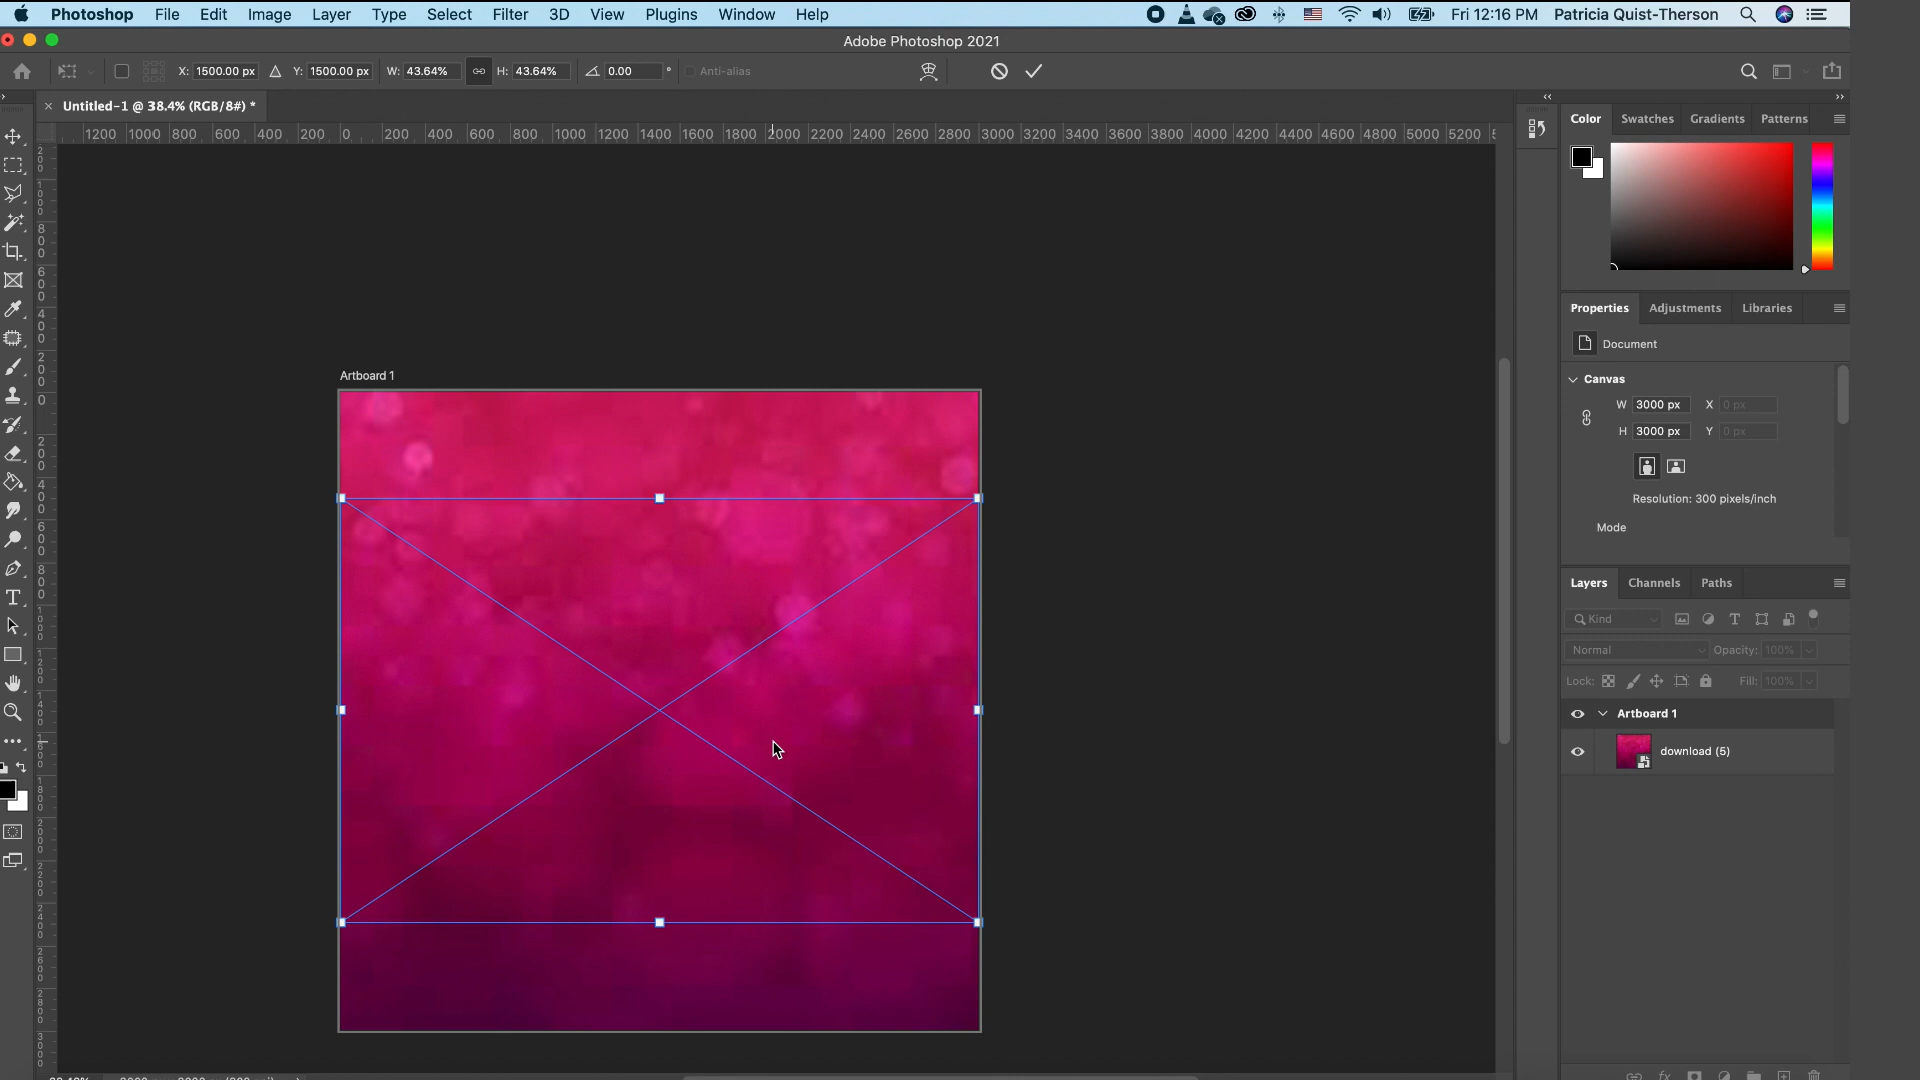 Photoshop File Edit Image Layer Type Select Filter 3D View Plugins Window Help Fri 12:16 PM Patricia Quist-Therson
Adobe Photoshop 2021
X: 1500.00 px Y: 1500.00 px W: 43.64% H: 43.64% 0.00 ° Anti-alias
Untitled-1 @ 38.4% (RGB/8#) *
1200 1000 800 600 400 200 0 200 400 600 800 1000 1200 1400 1600 1800 2000 2200 2400 2600 2800 3000 3200 3400 3600 3800 4000 4200 4400 4600 4800 5000 5200
Color Swatches Gradients Patterns
Properties Adjustments Libraries
Document
Canvas
W 3000 px X 0 px
H 3000 px Y 0 px
Resolution: 300 pixels/inch
Mode
Artboard 1
Layers Channels Paths
Kind
Normal Opacity: 100%
Lock: Fill: 100%
Artboard 1
download (5)